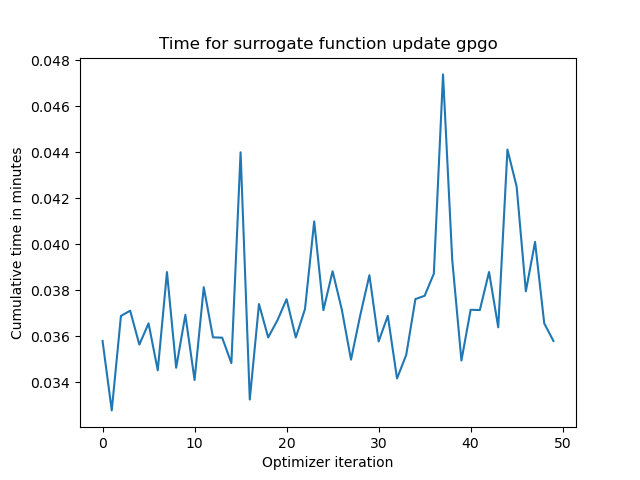 Time for surrogate function update gpgo
Cumulative time in minutes
0.048
0.046
0.044
0.042
0.040
0.038
0.036
0.034
0 10 20 30 40 50
Optimizer iteration